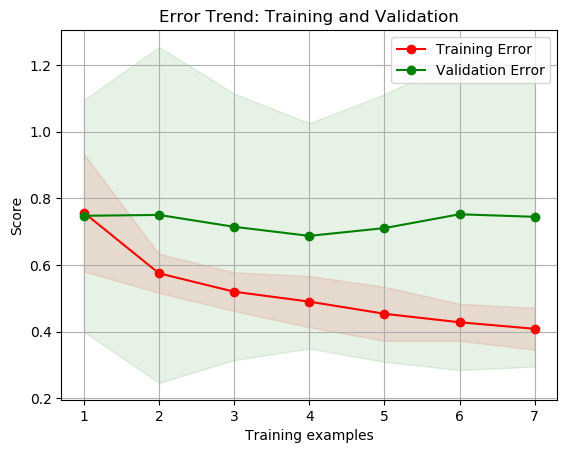 Error Trend: Training and Validation
Training Error
Validation Error
1.2
1.0
0.8
0.6
0.4
0.2
Score
1 2 3 4 5 6 7
Training examples